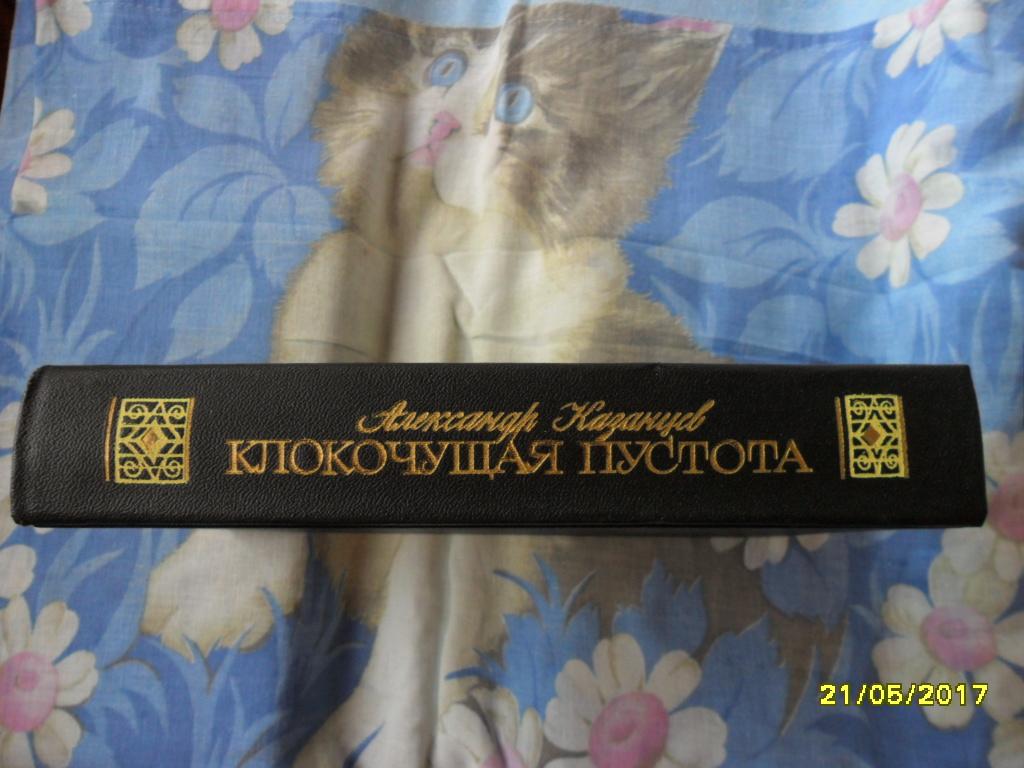 Александр Казанцев
КЛОКОЧУЩАЯ ПУСТОТА
21/05/2017